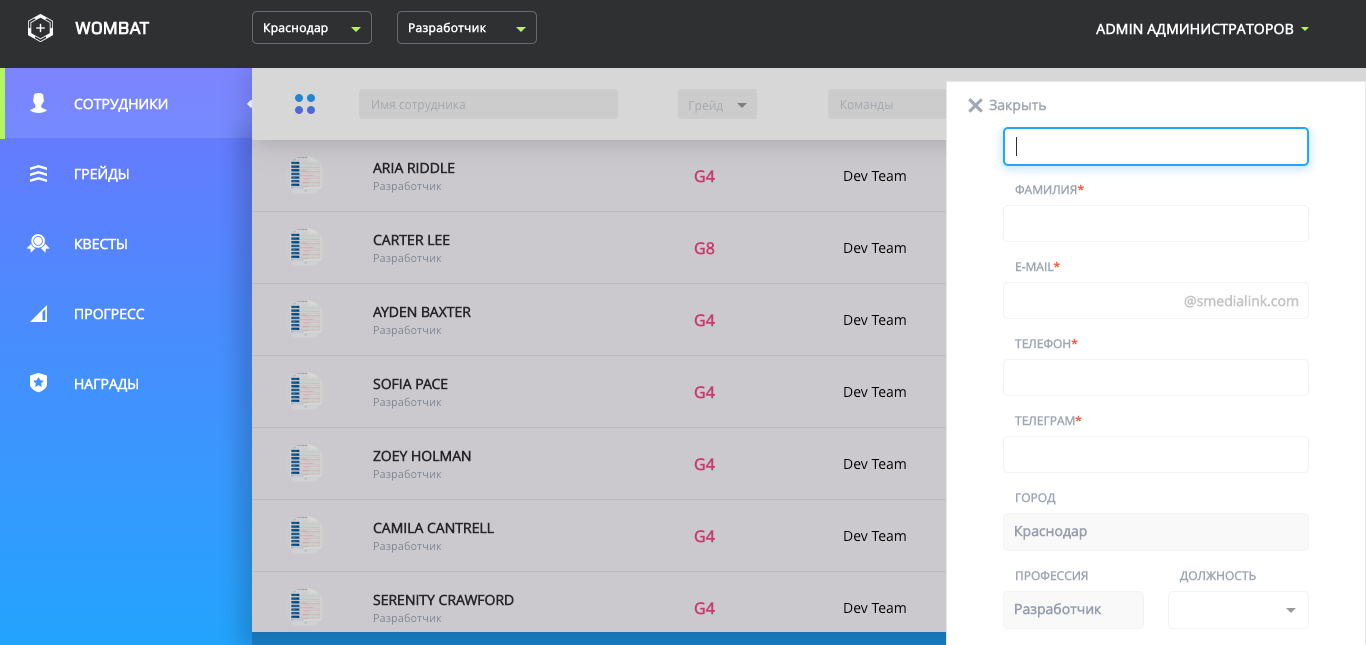 WOMBAT
Краснодар
Разработчик
ADMIN АДМИНИСТРАТОРОВ
СОТРУДНИКИ
ГРЕЙДЫ
КВЕСТЫ
ПРОГРЕСС
НАГРАДЫ
Имя сотрудника
Грейд
Команды
ARIA RIDDLE
Разработчик
G4
Dev Team
CARTER LEE
Разработчик
G8
Dev Team
AYDEN BAXTER
Разработчик
G4
Dev Team
SOFIA PACE
Разработчик
G4
Dev Team
ZOEY HOLMAN
Разработчик
G4
Dev Team
CAMILA CANTRELL
Разработчик
G4
Dev Team
SERENITY CRAWFORD
Разработчик
G4
Dev Team
Закрыть
ФАМИЛИЯ*
E-MAIL*
@smedialink.com
ТЕЛЕФОН*
ТЕЛЕГРАМ*
ГОРОД
Краснодар
ПРОФЕССИЯ
ДОЛЖНОСТЬ
Разработчик